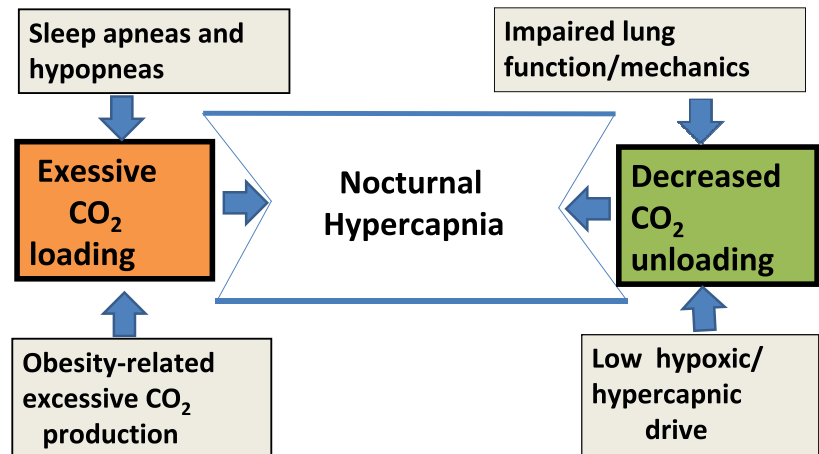 Sleep apneas and
hypopneas
Impaired lung
function/mechanics
Exessive
CO₂
loading
Nocturnal
Hypercapnia
Decreased
CO₂
unloading
Obesity-related
excessive CO₂
production
Low hypoxic/
hypercapnic
drive